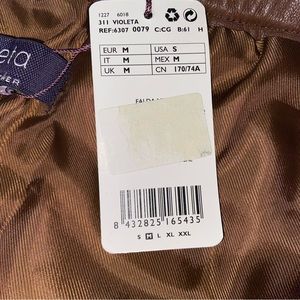 1227 6018
311 VIOLETA
REF:6307 0079 C:CG B:61 H
EUR M USA S
IT M MEX M
UK M CN 170/74A
8 432825 165435
S M L XL XXL